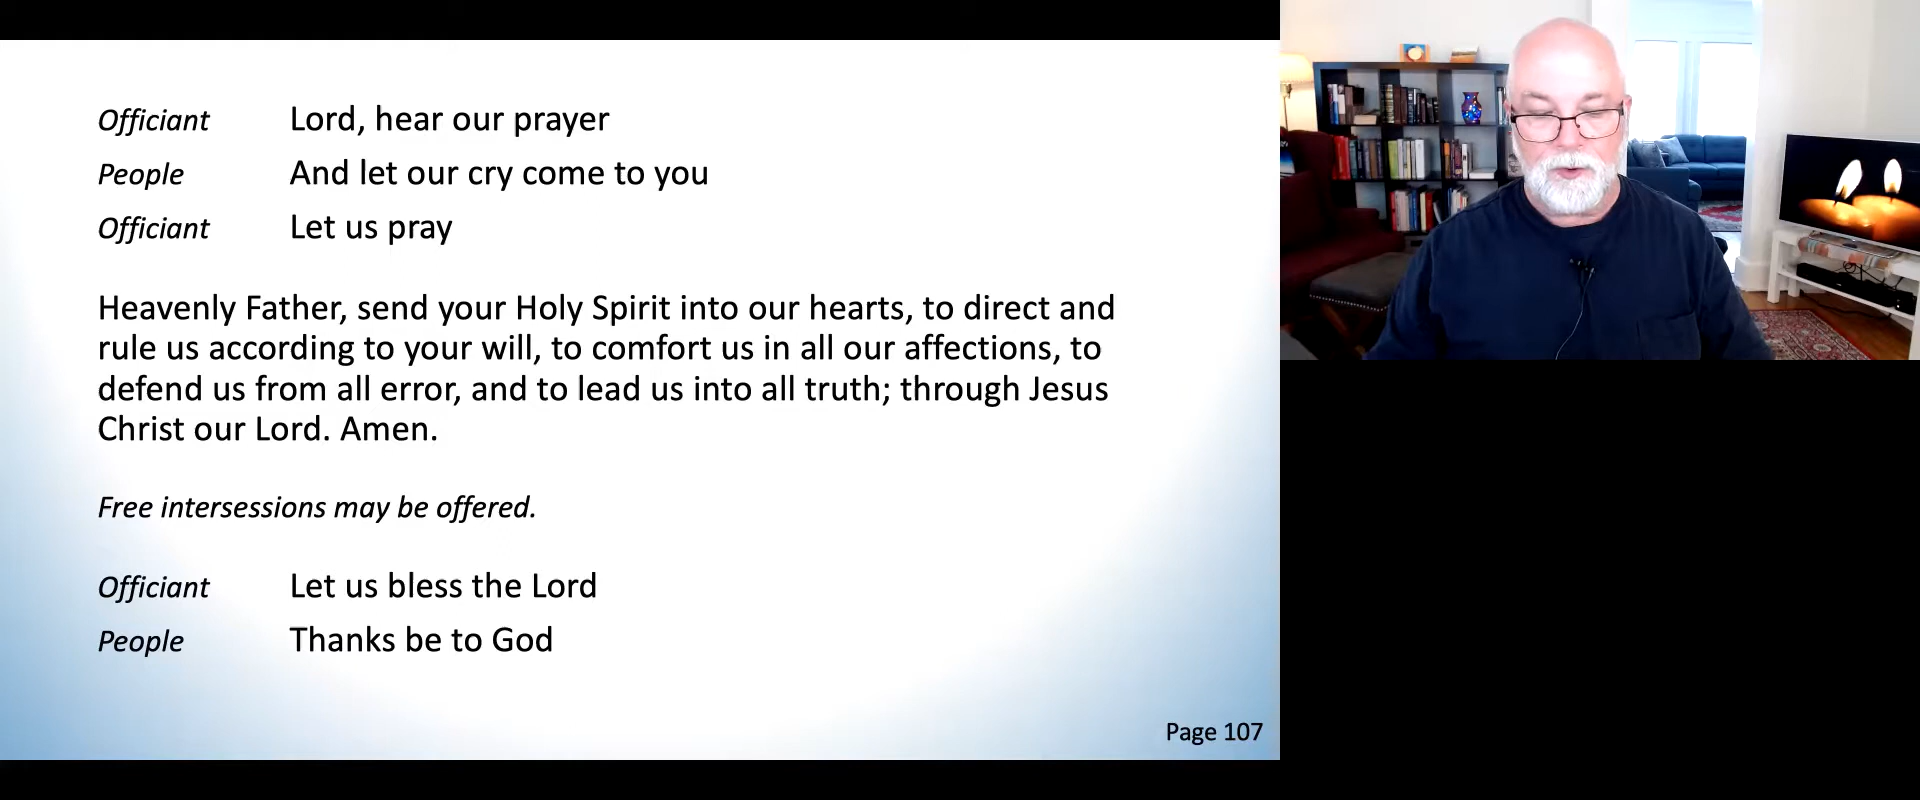 Officiant Lord, hear our prayer
People And let our cry come to you
Officiant Let us pray
Heavenly Father, send your Holy Spirit into our hearts, to direct and
rule us according to your will, to comfort us in all our affections, to
defend us from all error, and to lead us into all truth; through Jesus
Christ our Lord. Amen.
Free intersessions may be offered.
Officiant Let us bless the Lord
People Thanks be to God
Page 107